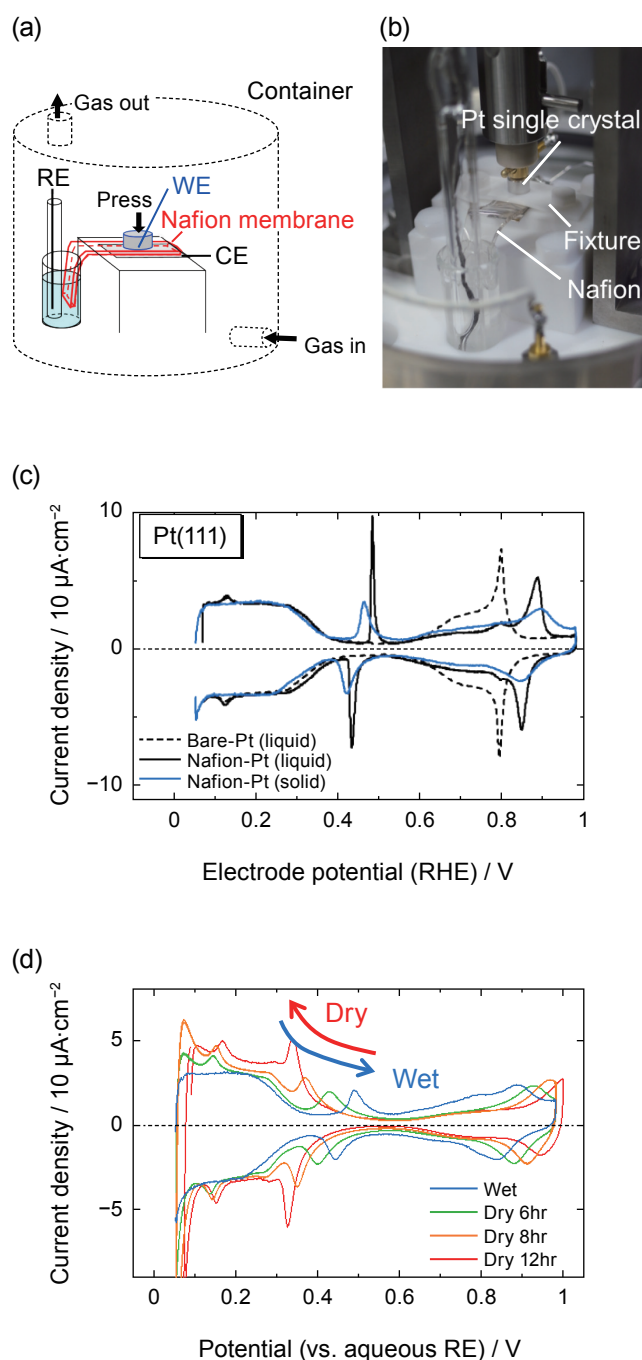 (a)
Gas out
Container
RE
Press
WE
Nafion membrane
CE
Gas in
(b)
Pt single crystal
Fixture
Nafion
(c)
10
Pt(111)
0
−10
Current density / 10 μA·cm⁻²
Bare-Pt (liquid)
Nafion-Pt (liquid)
Nafion-Pt (solid)
0 0.2 0.4 0.6 0.8 1
Electrode potential (RHE) / V
(d)
5
0
−5
Current density / 10 μA·cm⁻²
Dry
Wet
Wet
Dry 6hr
Dry 8hr
Dry 12hr
0 0.2 0.4 0.6 0.8 1
Potential (vs. aqueous RE) / V